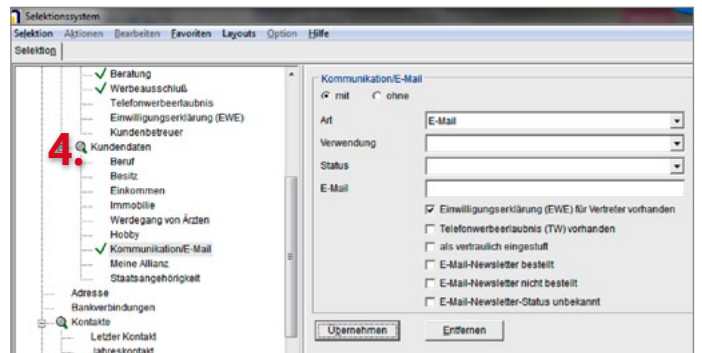 Selektionssystem
Selektion Aktionen Bearbeiten Favoriten Layouts Option Hilfe
Selektion
Beratung
Werbeausschluß
Telefonwerbeerlaubnis
Einwilligungserklärung (EWE)
Kundenbetreuer
4.
Kundendaten
Beruf
Besitz
Einkommen
Immobilie
Werdegang von Ärzten
Hobby
Kommunikation/E-Mail
Meine Allianz
Staatsangehörigkeit
Adresse
Bankverbindungen
Kontakte
Letzter Kontakt
Jahreskontakt
Kommunikation/E-Mail
mit ohne
Art E-Mail
Verwendung
Status
E-Mail
Einwilligungserklärung (EWE) für Vertreter vorhanden
Telefonwerbeerlaubnis (TW) vorhanden
als vertraulich eingestuft
E-Mail-Newsletter bestellt
E-Mail-Newsletter nicht bestellt
E-Mail-Newsletter-Status unbekannt
Übernehmen Entfernen